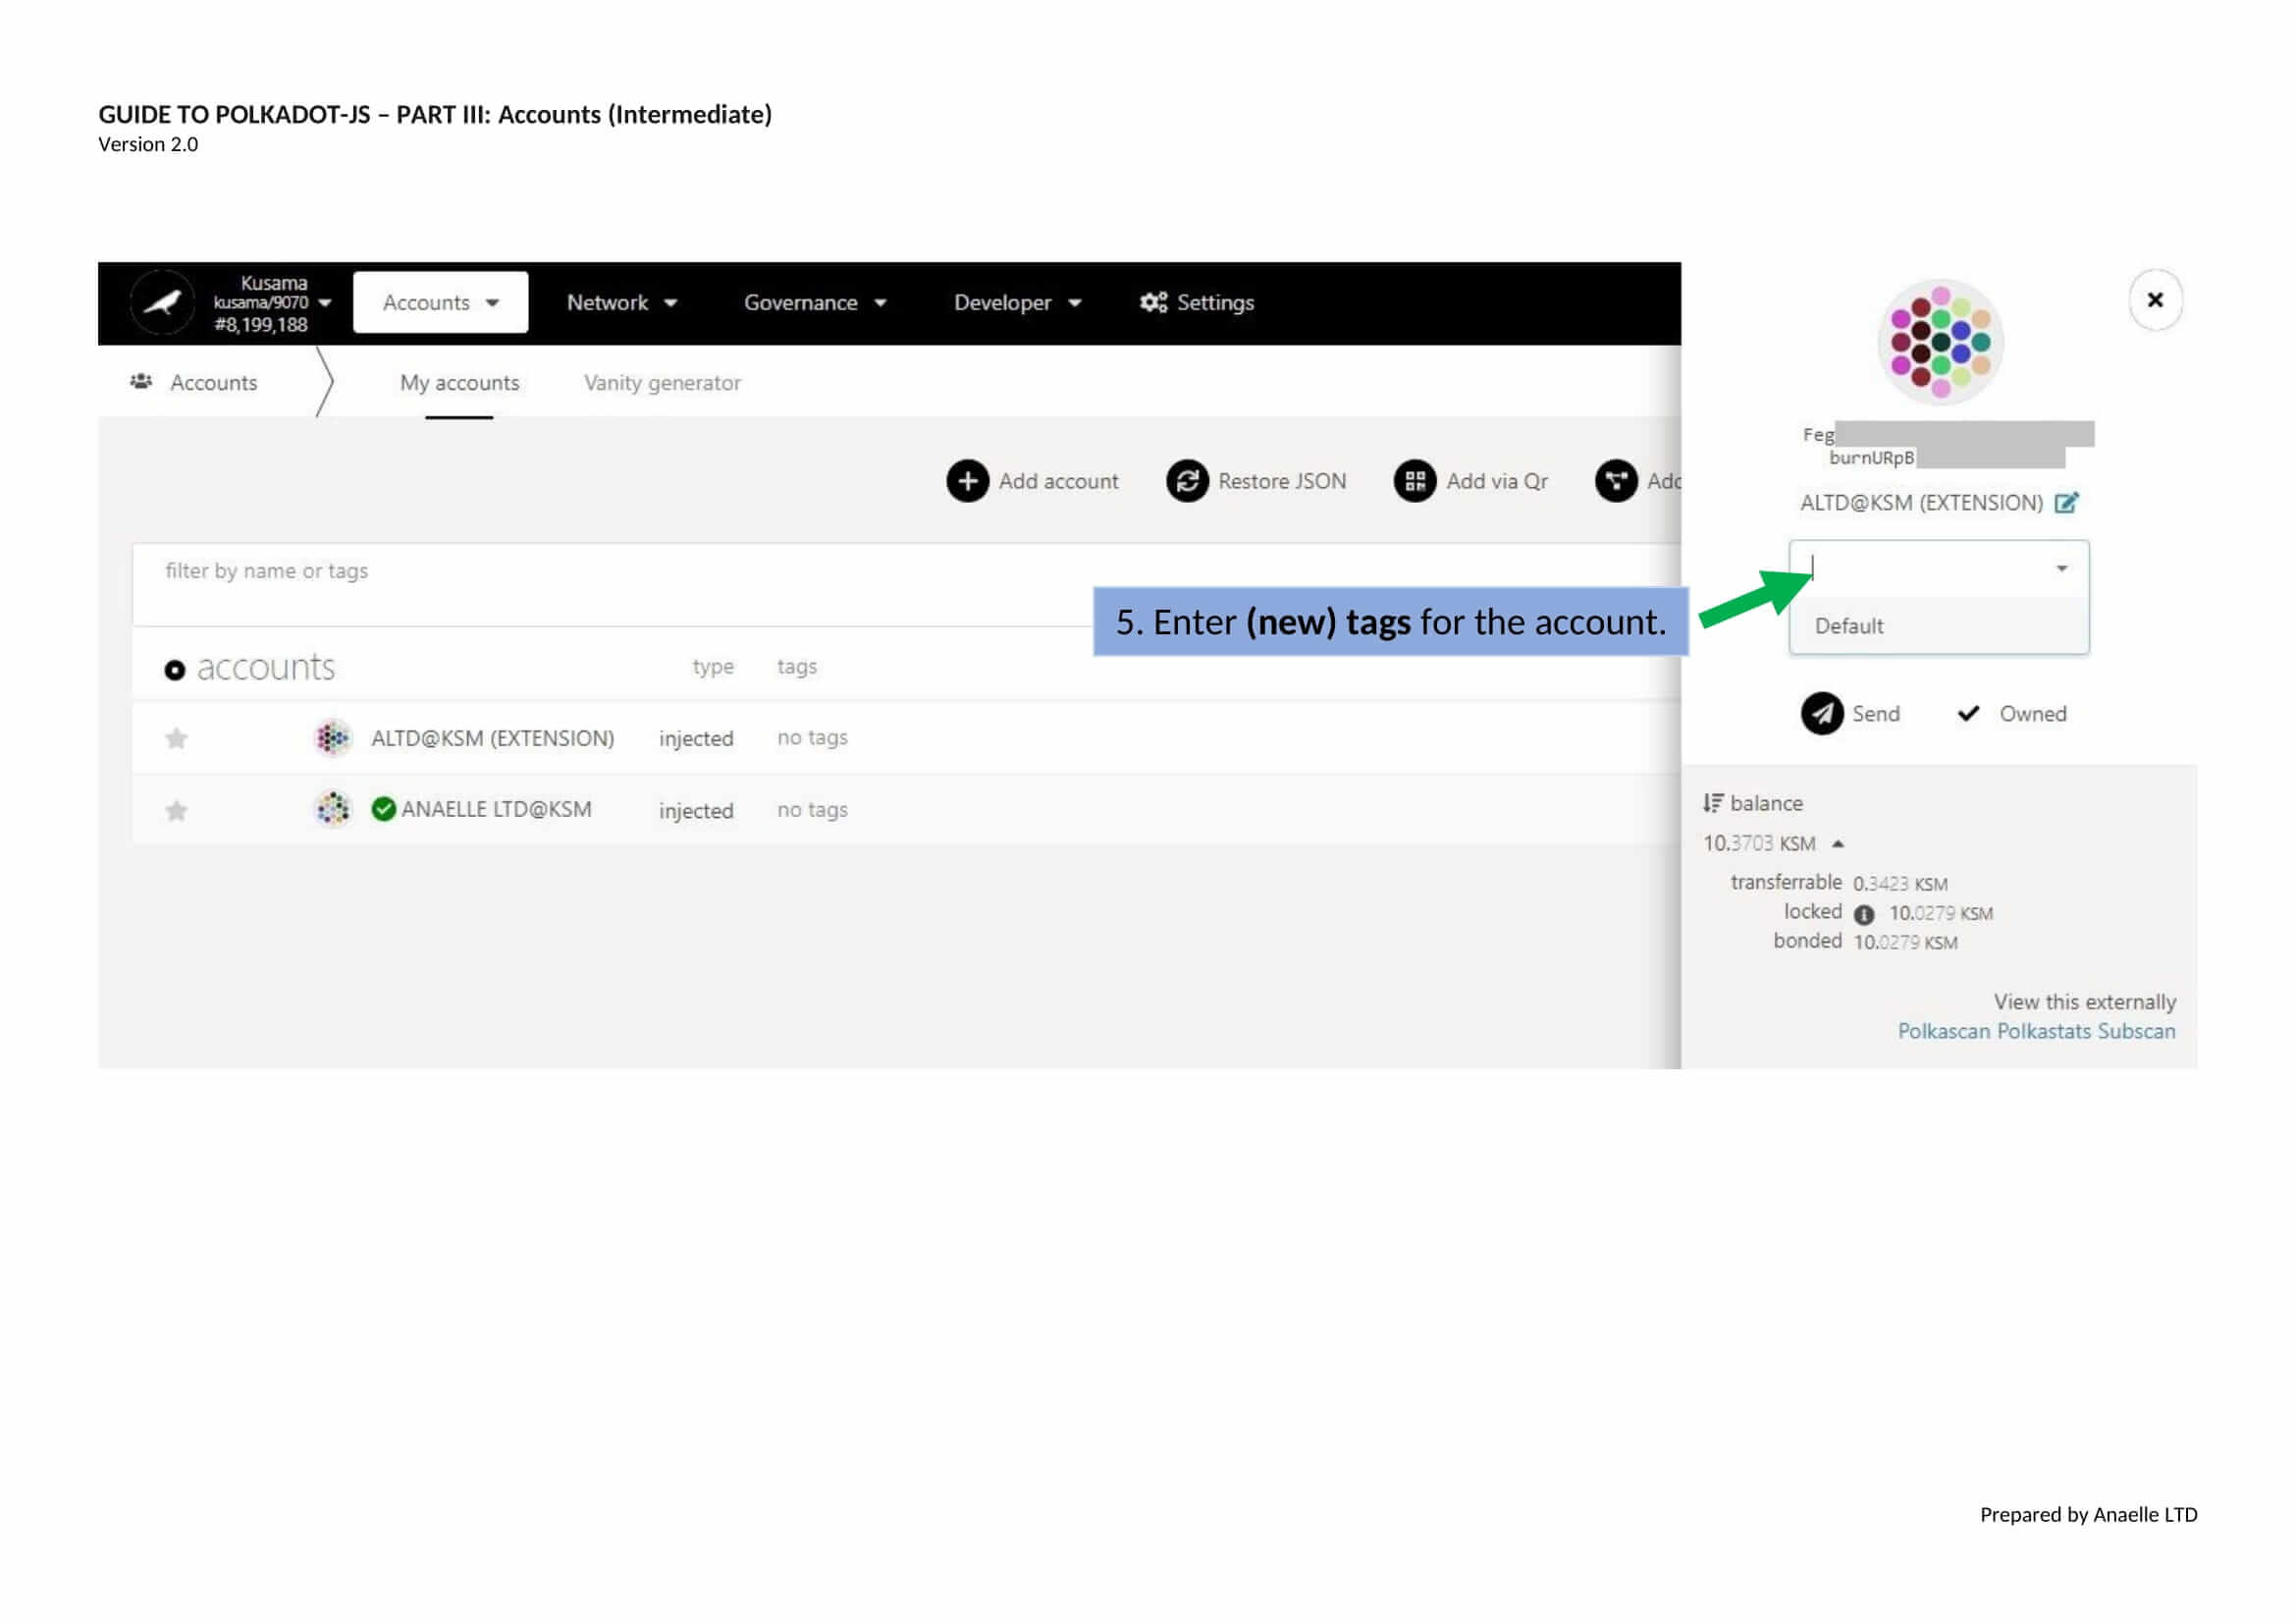 GUIDE TO POLKADOT-JS – PART III: Accounts (Intermediate)
Version 2.0
Kusama
kusama/9070
#8,199,188
Accounts
Network
Governance
Developer
Settings
Accounts
My accounts
Vanity generator
Add account
Restore JSON
Add via Qr
filter by name or tags
accounts
type
tags
ALTD@KSM (EXTENSION)
injected
no tags
ANAELLE LTD@KSM
injected
no tags
5. Enter (new) tags for the account.
Feg
burnURpB
ALTD@KSM (EXTENSION)
Default
Send
Owned
balance
10.3703 KSM
transferrable 0.3423 KSM
locked 10.0279 KSM
bonded 10.0279 KSM
View this externally
Polkascan Polkastats Subscan
Prepared by Anaelle LTD